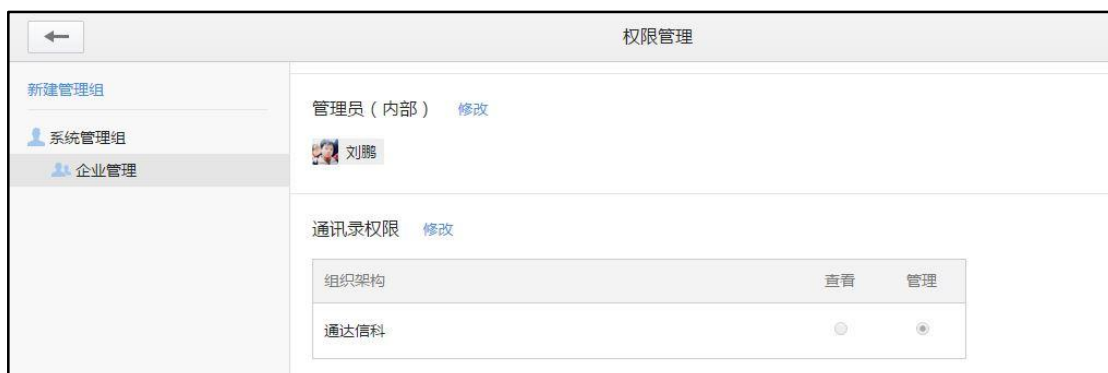 权限管理
新建管理组
系统管理组
企业管理
管理员（内部） 修改
刘鹏
通讯录权限 修改
组织架构 查看 管理
通达信科